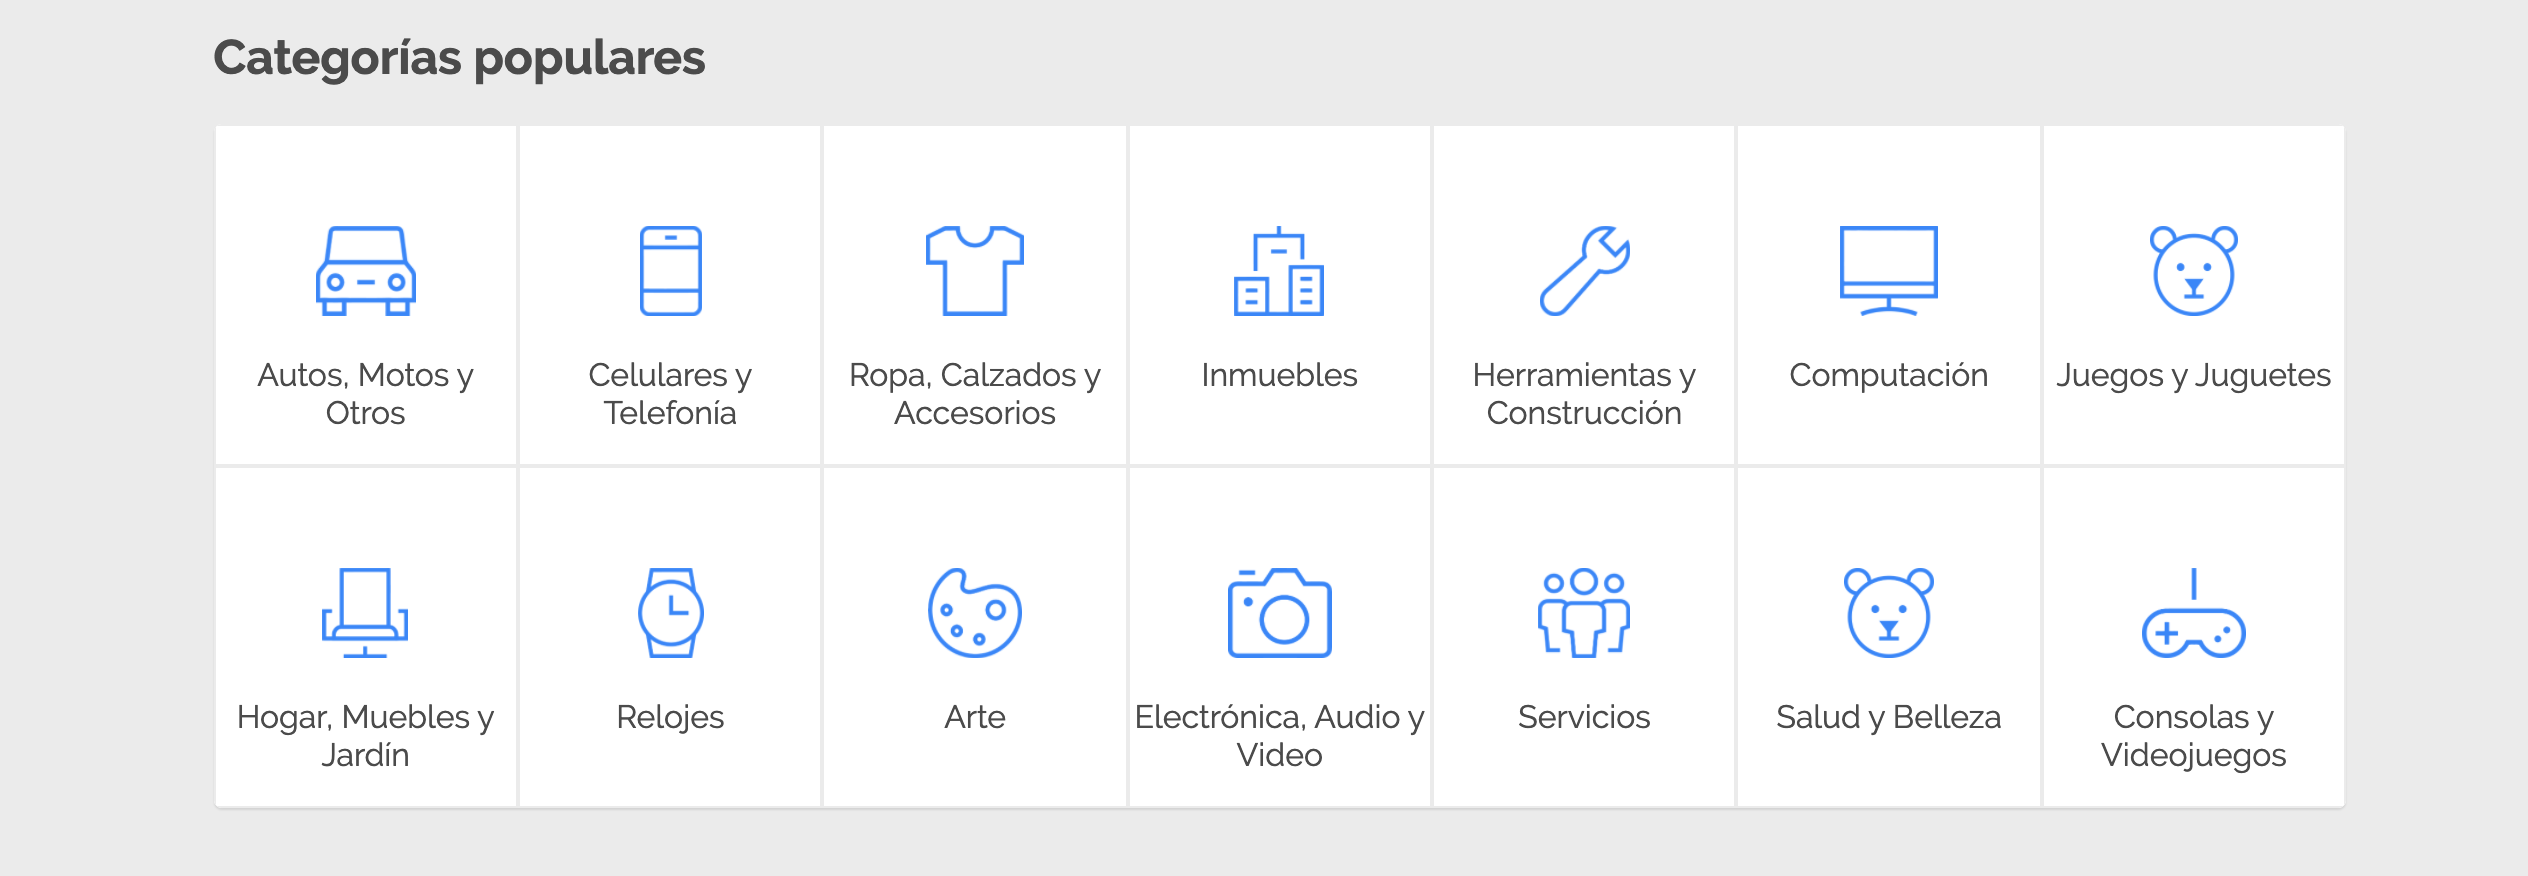 Categorías populares
Autos, Motos y
Otros
Celulares y
Telefonía
Ropa, Calzados y
Accesorios
Inmuebles
Herramientas y
Construcción
Computación
Juegos y Juguetes
Hogar, Muebles y
Jardín
Relojes
Arte
Electrónica, Audio y
Video
Servicios
Salud y Belleza
Consolas y
Videojuegos